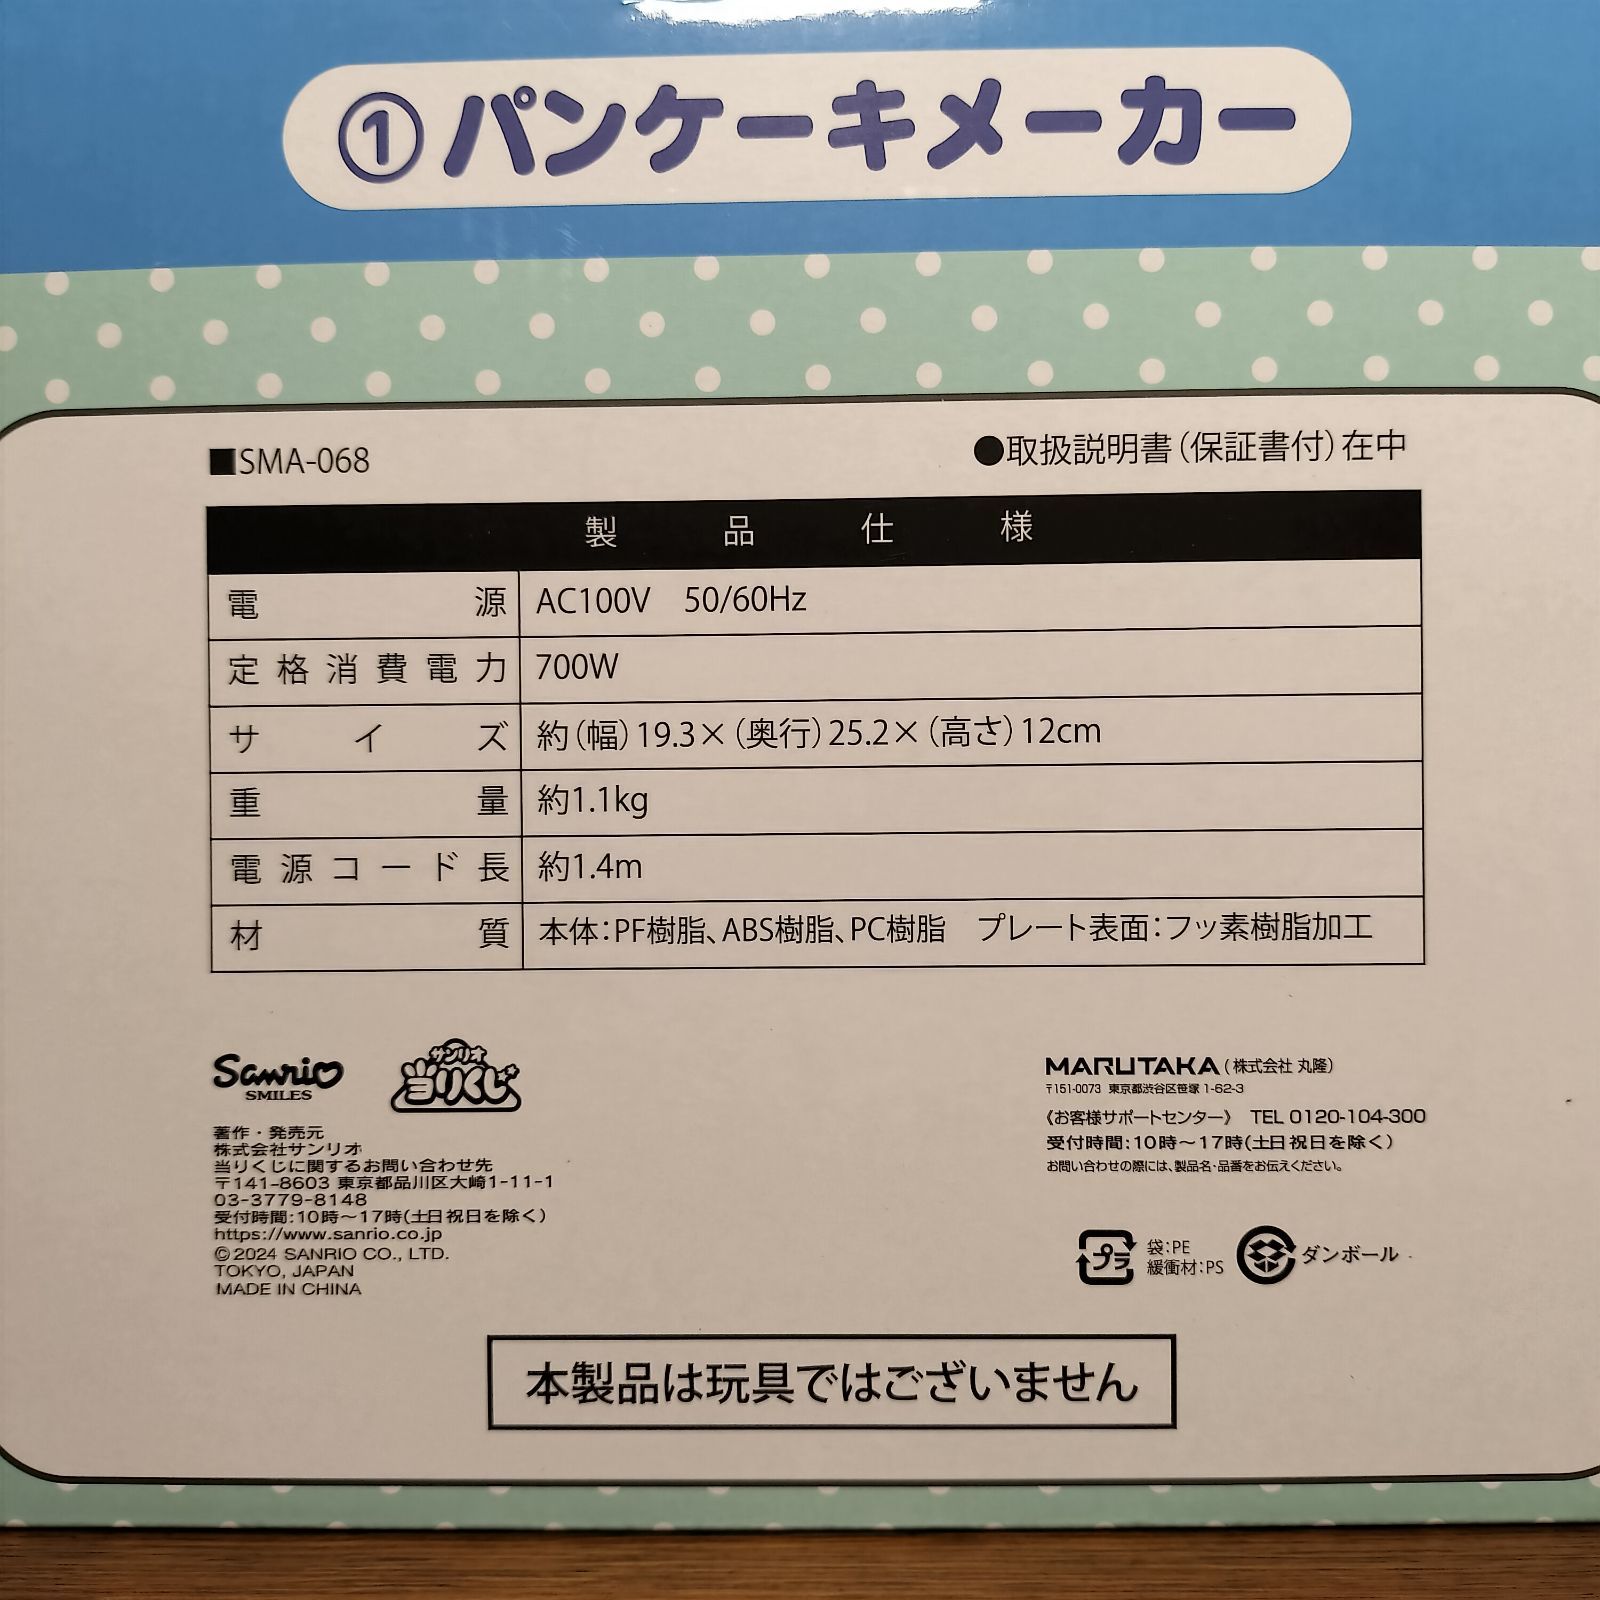 ①パンケーキメーカー
■SMA-068
●取扱説明書(保証書付)在中
製品仕様
電源 AC100V 50/60Hz
定格消費電力 700W
サイズ 約(幅)19.3×(奥行)25.2×(高さ)12cm
重量 約1.1kg
電源コード長 約1.4m
材質 本体:PF樹脂、ABS樹脂、PC樹脂 プレート表面:フッ素樹脂加工
Sanrio
SMILES
サンリオ
当りくじ
著作・発売元
株式会社サンリオ
当りくじに関するお問い合わせ先
〒141-8603 東京都品川区大崎1-11-1
03-3779-8148
受付時間:10時~17時(土日祝日を除く)
https://www.sanrio.co.jp
©2024 SANRIO CO., LTD.
TOKYO, JAPAN
MADE IN CHINA
MARUTAKA(株式会社 丸隆)
〒151-0073 東京都渋谷区笹塚 1-62-3
《お客様サポートセンター》 TEL 0120-104-300
受付時間:10時~17時(土日祝日を除く)
お問い合わせの際には、製品名・品番をお伝えください。
プラ
袋:PE
緩衝材:PS
ダンボール
本製品は玩具ではございません